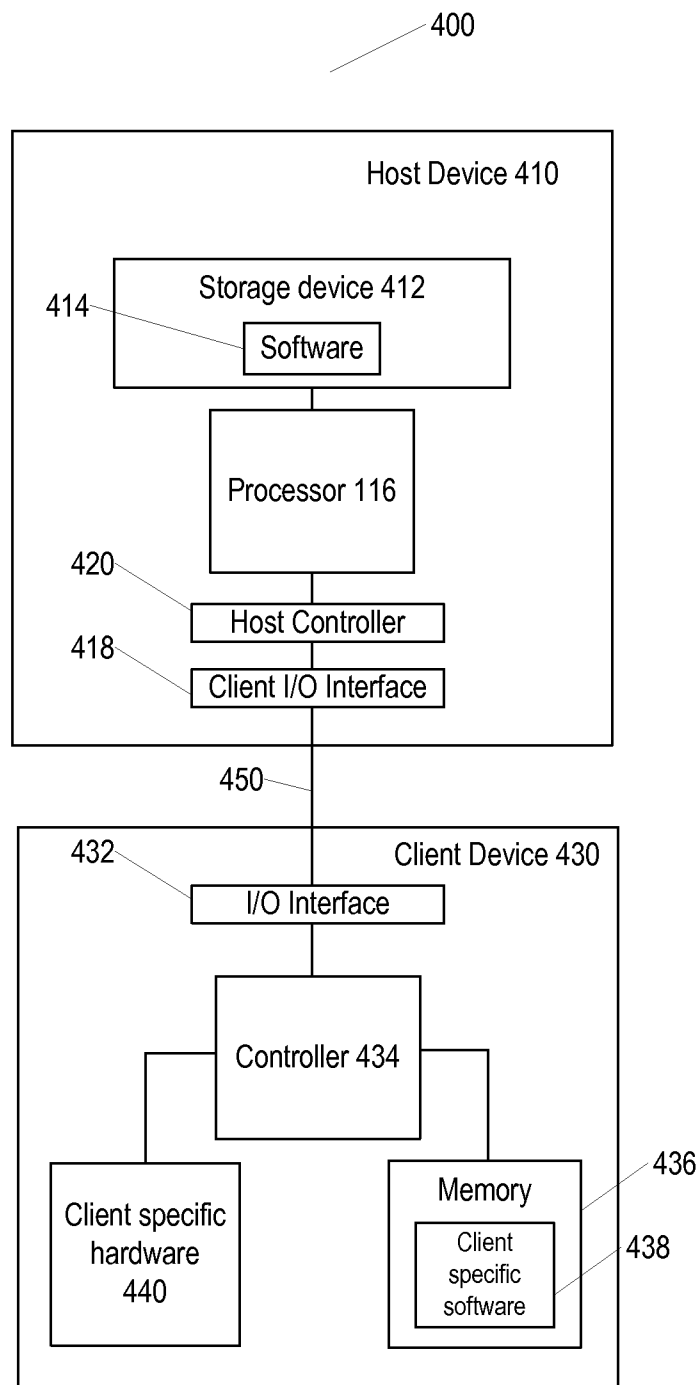 400
Host Device 410
Storage device 412
414
Software
Processor 116
420
Host Controller
418
Client I/O Interface
450
Client Device 430
432
I/O Interface
Controller 434
Client specific
hardware
440
Memory
436
Client
specific
software
438